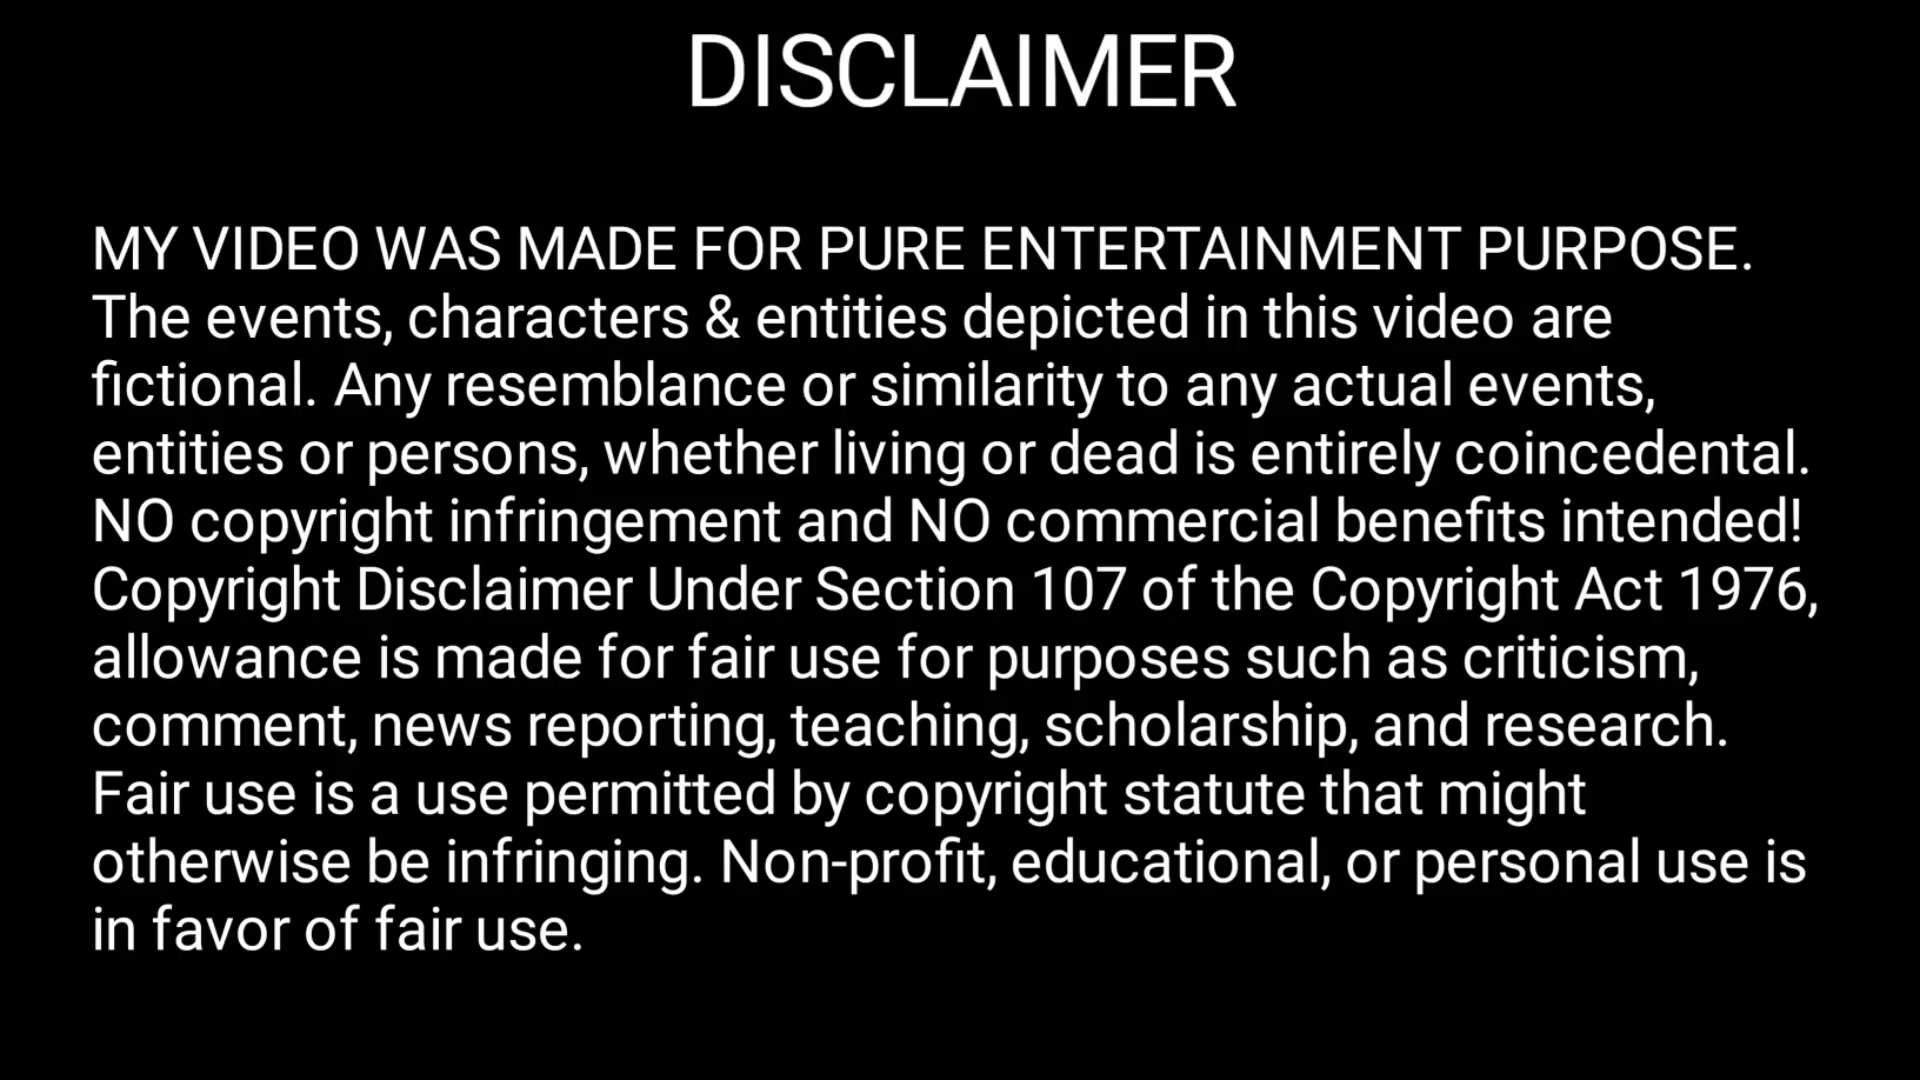 DISCLAIMER
MY VIDEO WAS MADE FOR PURE ENTERTAINMENT PURPOSE.
The events, characters & entities depicted in this video are
fictional. Any resemblance or similarity to any actual events,
entities or persons, whether living or dead is entirely coincedental.
NO copyright infringement and NO commercial benefits intended!
Copyright Disclaimer Under Section 107 of the Copyright Act 1976,
allowance is made for fair use for purposes such as criticism,
comment, news reporting, teaching, scholarship, and research.
Fair use is a use permitted by copyright statute that might
otherwise be infringing. Non-profit, educational, or personal use is
in favor of fair use.